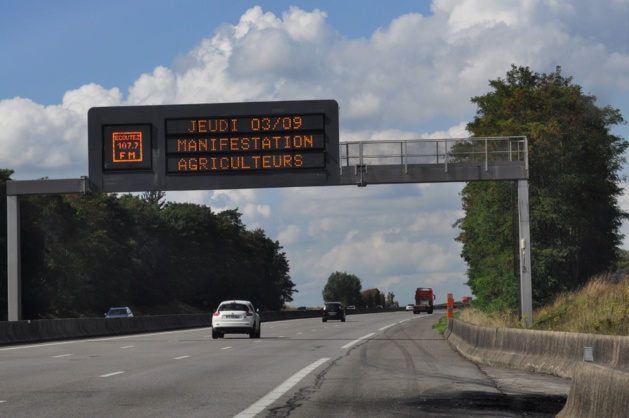 ECOUTEZ
107.7
FM
JEUDI 03/09
MANIFESTATION
AGRICULTEURS